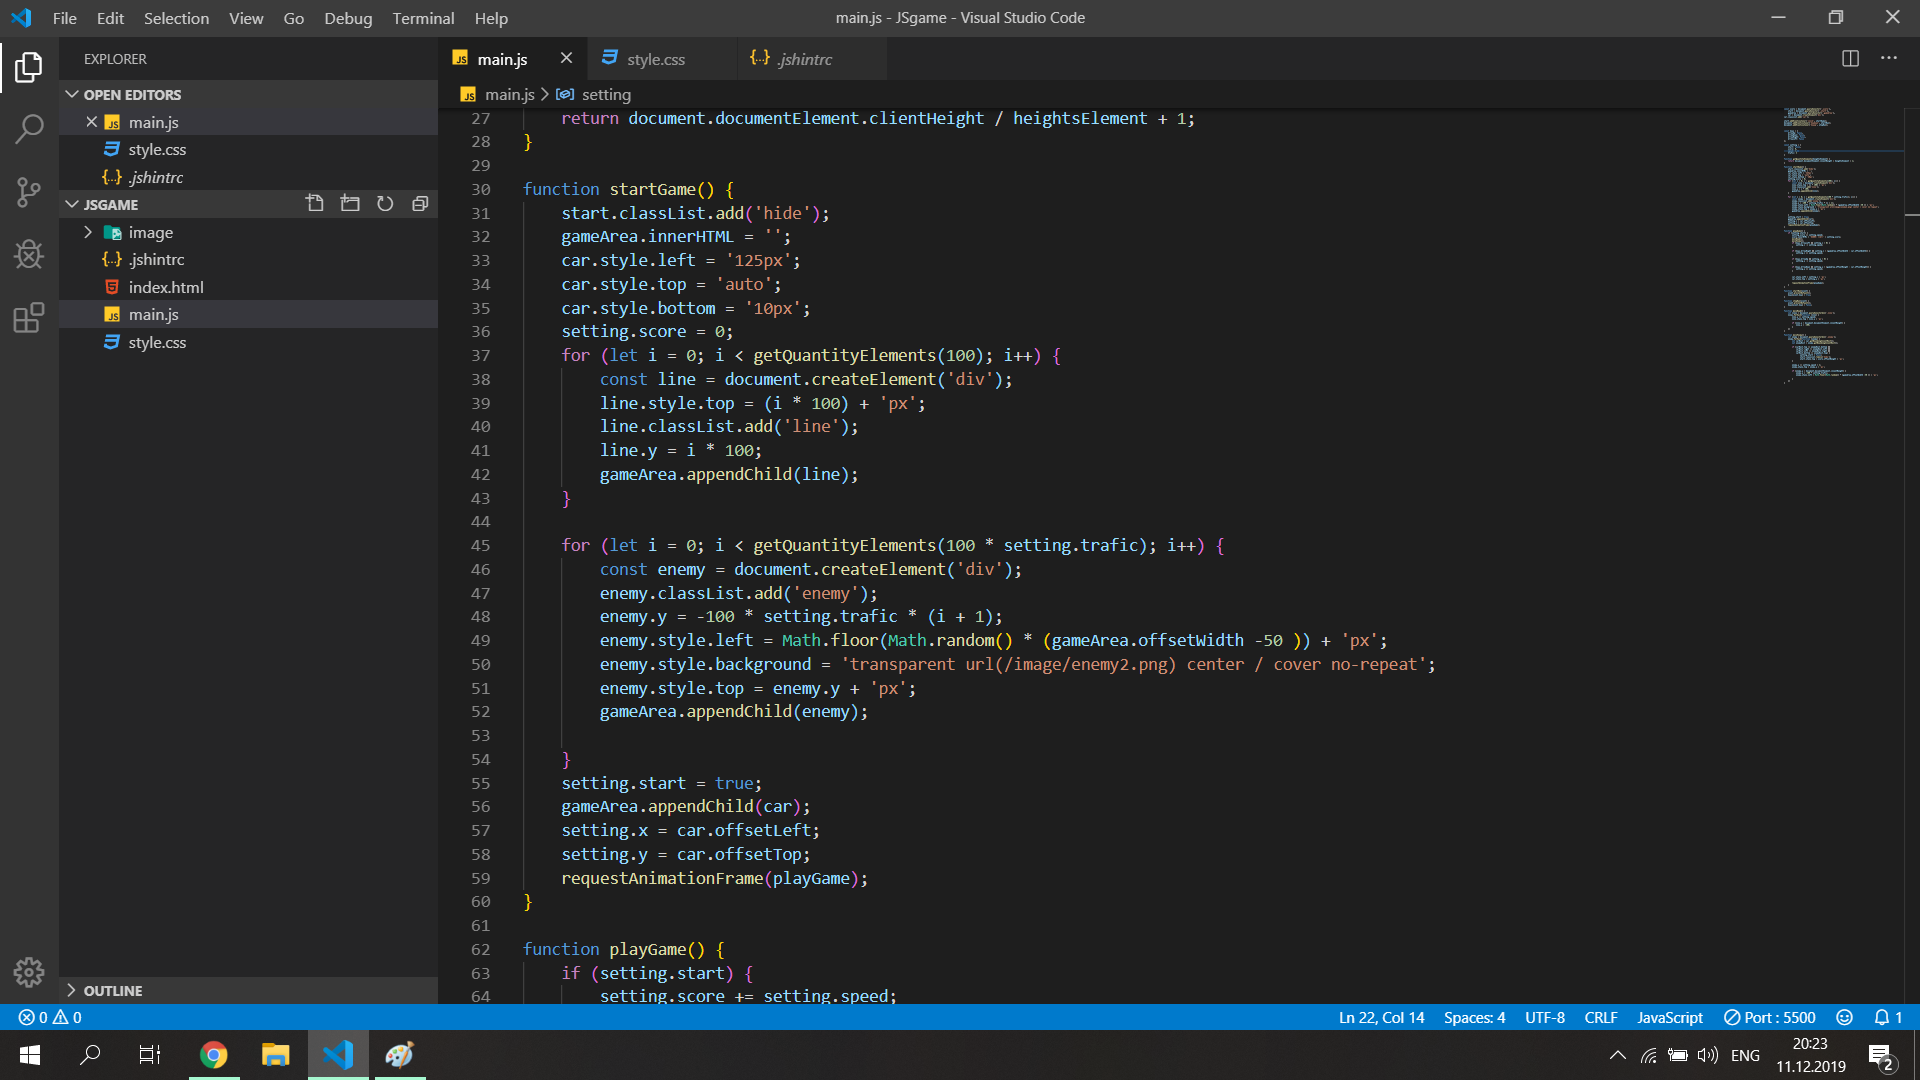 File Edit Selection View Go Debug Terminal Help
main.js - JSgame - Visual Studio Code
EXPLORER
OPEN EDITORS
main.js
style.css
.jshintrc
JSGAME
image
.jshintrc
index.html
main.js
style.css
OUTLINE
main.js style.css .jshintrc
main.js > setting
27 return document.documentElement.clientHeight / heightsElement + 1;
28 }
29
30 function startGame() {
31 start.classList.add('hide');
32 gameArea.innerHTML = '';
33 car.style.left = '125px';
34 car.style.top = 'auto';
35 car.style.bottom = '10px';
36 setting.score = 0;
37 for (let i = 0; i < getQuantityElements(100); i++) {
38 const line = document.createElement('div');
39 line.style.top = (i * 100) + 'px';
40 line.classList.add('line');
41 line.y = i * 100;
42 gameArea.appendChild(line);
43 }
44
45 for (let i = 0; i < getQuantityElements(100 * setting.trafic); i++) {
46 const enemy = document.createElement('div');
47 enemy.classList.add('enemy');
48 enemy.y = -100 * setting.trafic * (i + 1);
49 enemy.style.left = Math.floor(Math.random() * (gameArea.offsetWidth -50 )) + 'px';
50 enemy.style.background = 'transparent url(/image/enemy2.png) center / cover no-repeat';
51 enemy.style.top = enemy.y + 'px';
52 gameArea.appendChild(enemy);
53
54 }
55 setting.start = true;
56 gameArea.appendChild(car);
57 setting.x = car.offsetLeft;
58 setting.y = car.offsetTop;
59 requestAnimationFrame(playGame);
60 }
61
62 function playGame() {
63 if (setting.start) {
64 setting.score += setting.speed;
0 0
Ln 22, Col 14 Spaces: 4 UTF-8 CRLF JavaScript Port : 5500 1
ENG
20:23
11.12.2019
2